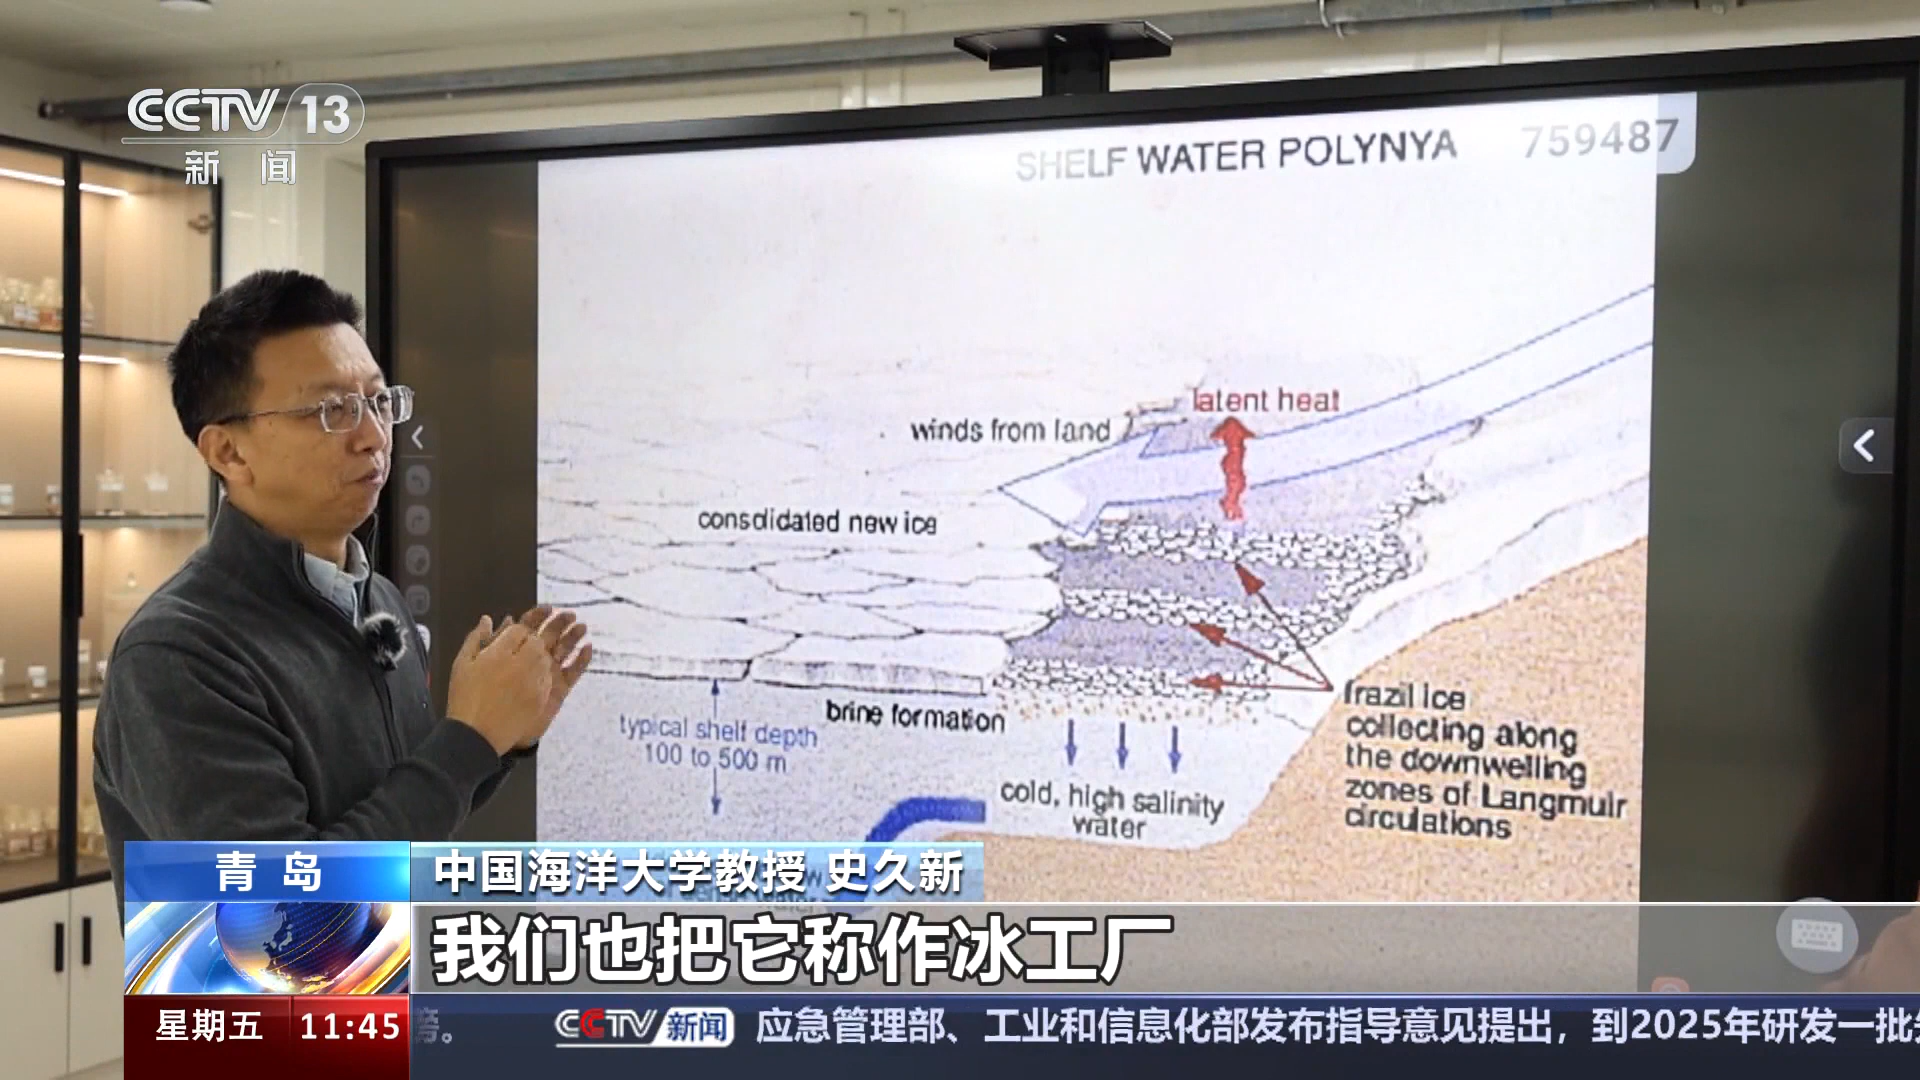 CCTV 13
新闻
SHELF WATER POLYNYA
759487
latent heat
winds from land
consolidated new ice
brine formation
typical shelf depth
100 to 500 m
cold, high salinity
water
frazil ice
collecting along
the downwelling
zones of Langmuir
circulations
青岛
中国海洋大学教授 史久新
我们也把它称作冰工厂
星期五 11:45
CCTV 新闻 应急管理部、工业和信息化部发布指导意见提出，到2025年研发一批